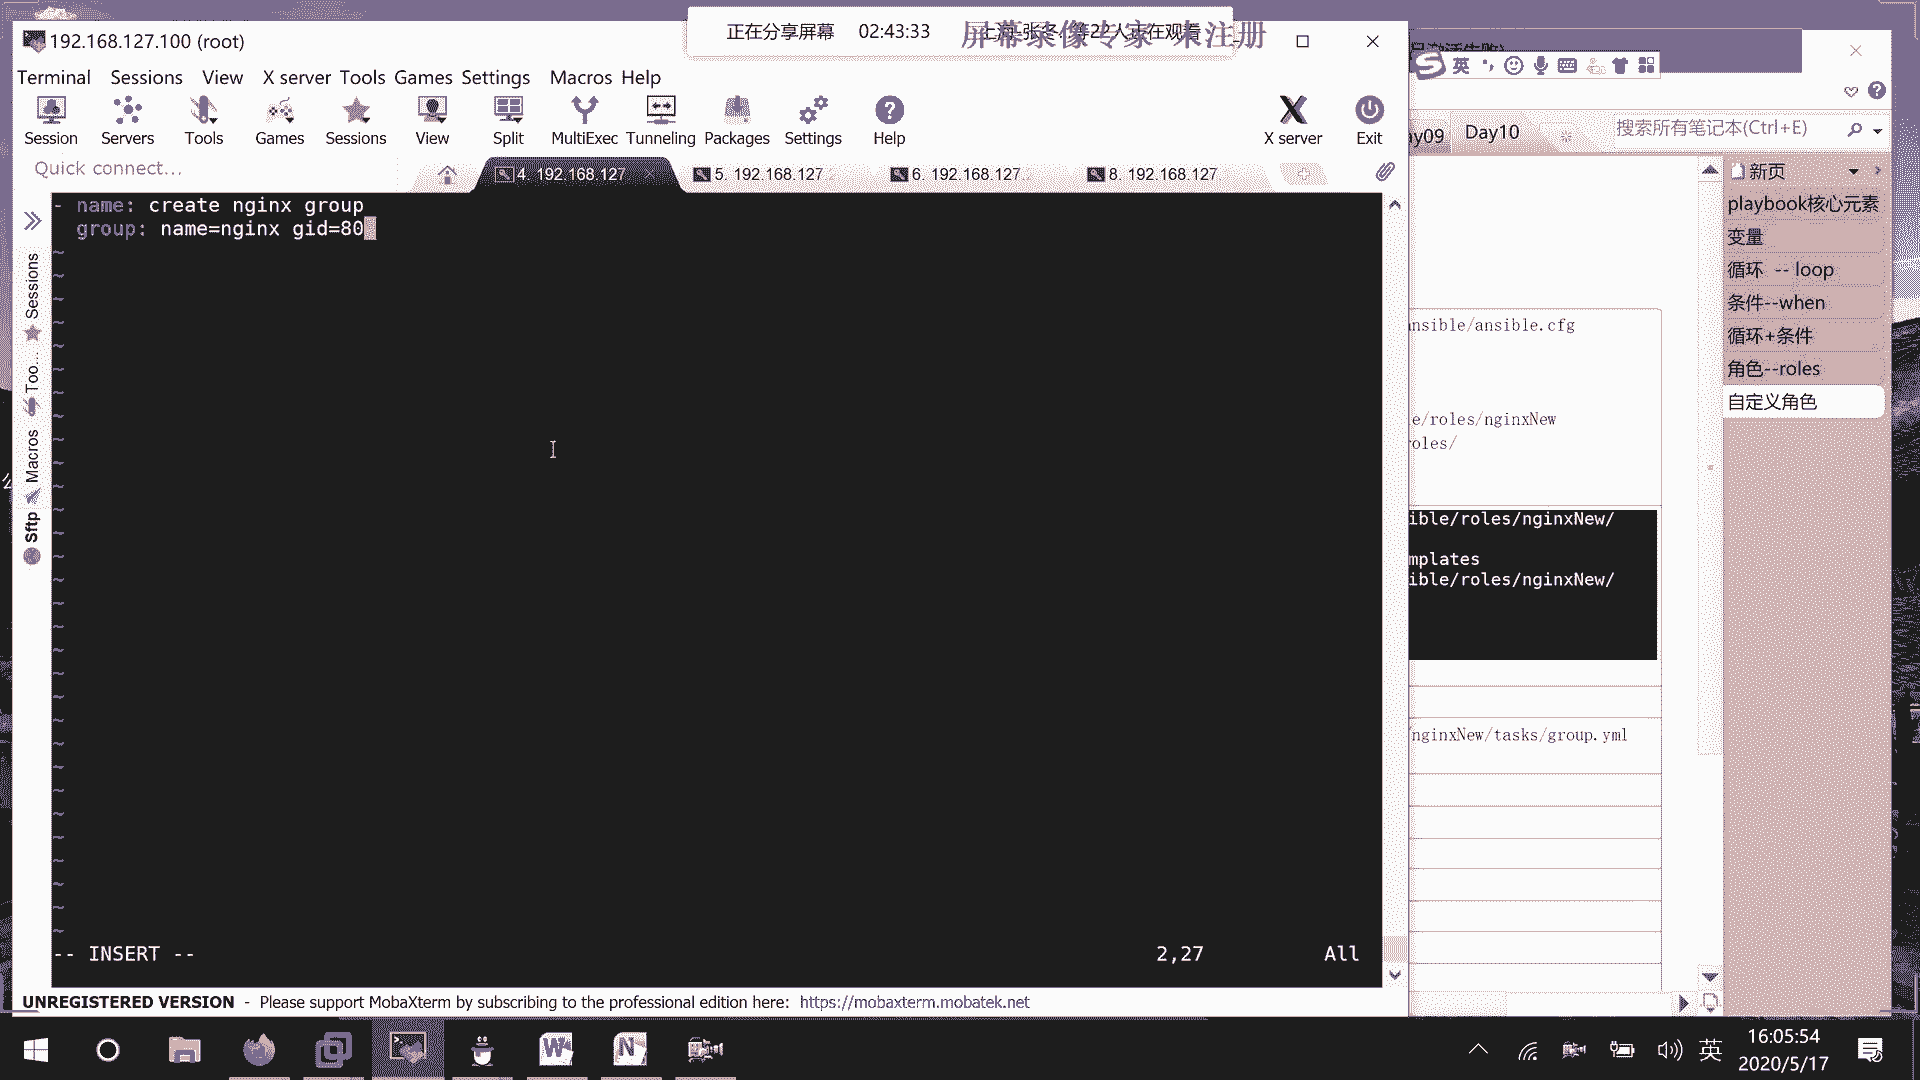 192.168.127.100 (root)
正在分享屏幕 02:43:33
屏幕录像专家 未注册
Terminal Sessions View X server Tools Games Settings Macros Help
Session Servers Tools Games Sessions View Split MultiExec Tunneling Packages Settings Help X server Exit
英
Quick connect...
4. 192.168.127
5. 192.168.127
6. 192.168.127
8. 192.168.127
- name: create nginx group
group: name=nginx gid=80
Sessions
Too...
Macros
Sftp
-- INSERT --
2,27 All
UNREGISTERED VERSION - Please support MobaXterm by subscribing to the professional edition here: https://mobaxterm.mobatek.net
ay09
Day10
搜索所有笔记本(Ctrl+E)
新页
playbook核心元素
变量
循环 -- loop
条件--when
循环+条件
角色--roles
自定义角色
ansible/ansible.cfg
e/roles/nginxNew
roles/
ible/roles/nginxNew/
mplates
ible/roles/nginxNew/
/nginxNew/tasks/group.yml
英
16:05:54
2020/5/17